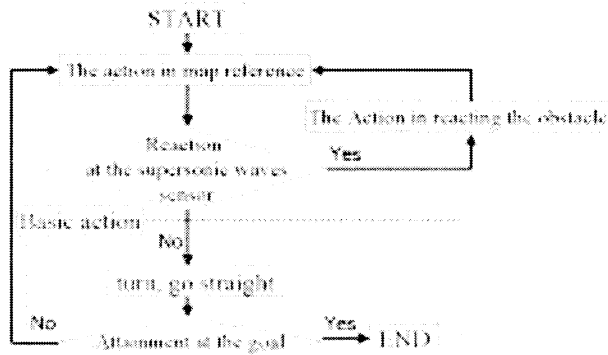 START
The action in map reference
The Action in reacting the obstacle
Reaction
at the supersonic waves
sensor
Yes
Basic action
No
turn, go straight
No
Attainment at the goal
Yes
END